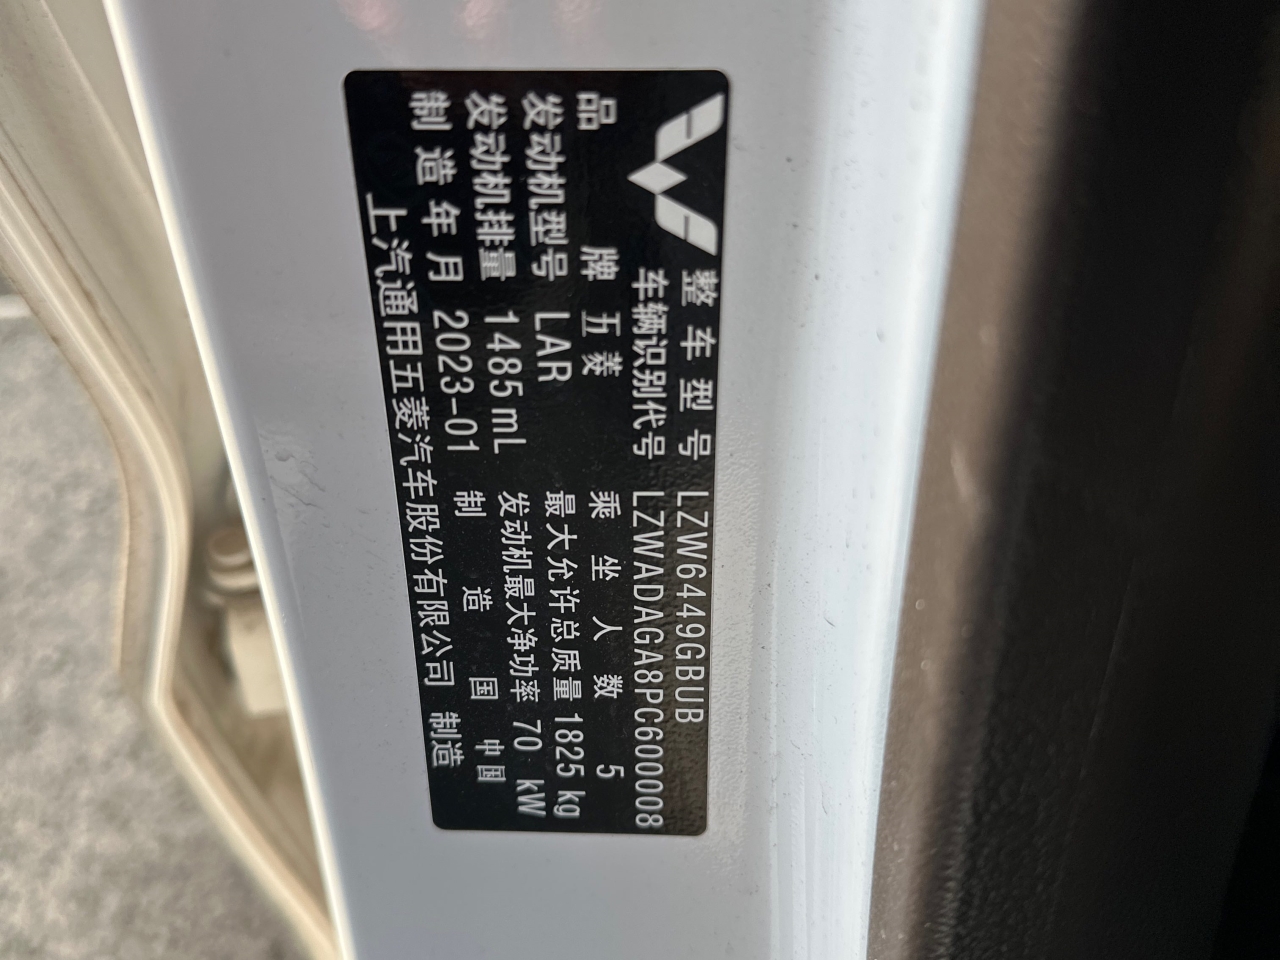 整车型号 LZW6449GBUB
车辆识别代号 LZWADAGA8PC600008
品牌 五菱 乘坐人数 5
发动机型号 LAR 最大允许总质量 1825 kg
发动机排量 1485 mL 发动机最大净功率 70 kW
制造年月 2023-01 制造国 中国
上汽通用五菱汽车股份有限公司 制造